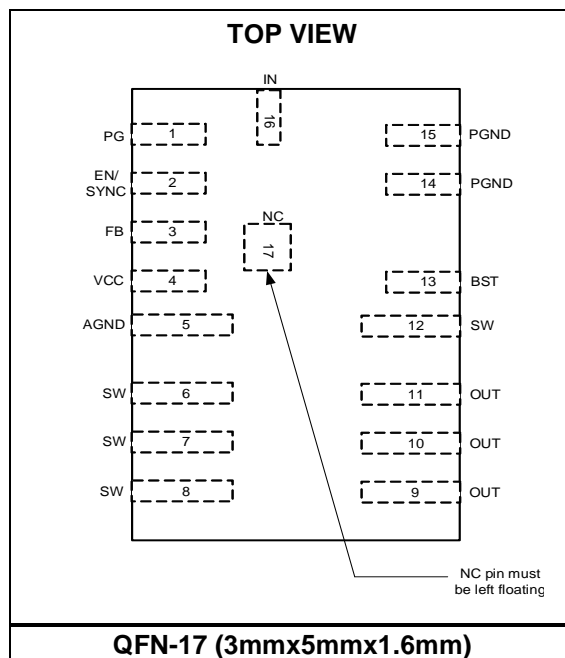 TOP VIEW
IN
16
PG
1
15
PGND
EN/
SYNC
2
14
PGND
FB
3
NC
17
VCC
4
13
BST
AGND
5
12
SW
SW
6
11
OUT
SW
7
10
OUT
SW
8
9
OUT
NC pin must
be left floating
QFN-17 (3mmx5mmx1.6mm)